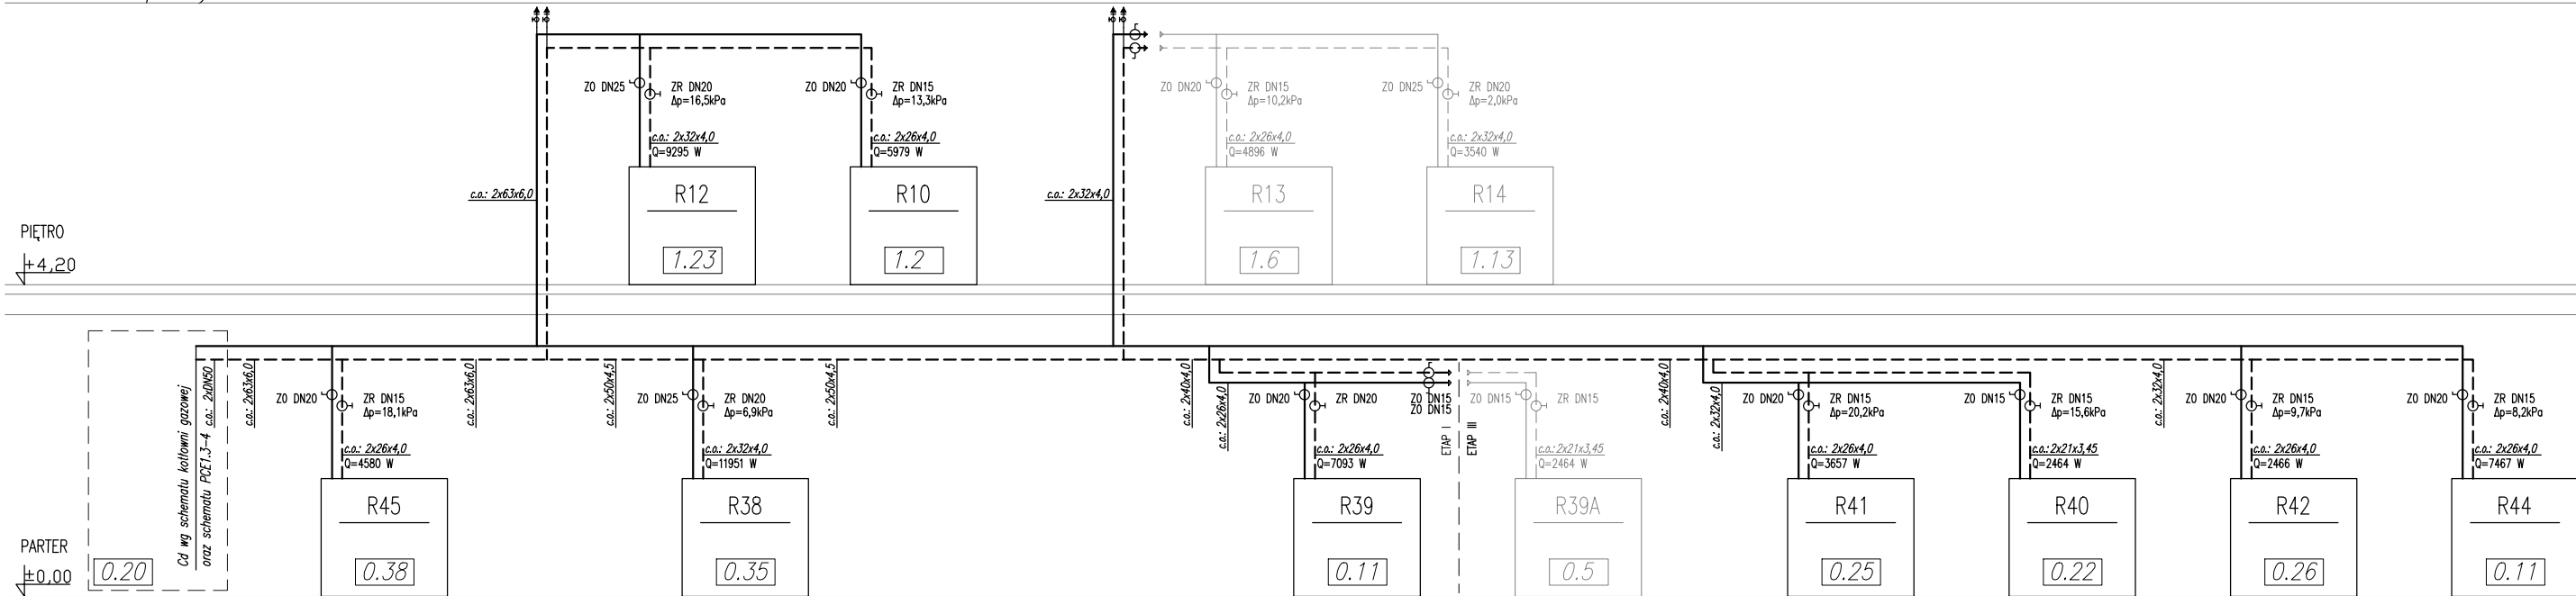 ZO DN25
ZR DN20
Δp=16,5kPa
c.o.: 2x32x4,0
Q=9295 W
ZO DN20
ZR DN15
Δp=13,3kPa
c.o.: 2x26x4,0
Q=5979 W
ZO DN20
ZR DN15
Δp=10,2kPa
c.o.: 2x26x4,0
Q=4896 W
ZO DN25
ZR DN20
Δp=2,0kPa
c.o.: 2x32x4,0
Q=3540 W
c.o.: 2x63x6,0
R12
1.23
R10
1.2
c.o.: 2x32x4,0
R13
1.6
R14
1.13
PIĘTRO
+4,20
Cd wg schematu kotłowni gazowej
oraz schematu PCE1.3-4
c.o.: 2xDN50
c.o.: 2x63x6,0
ZO DN20
ZR DN15
Δp=18,1kPa
c.o.: 2x26x4,0
Q=4580 W
c.o.: 2x63x6,0
c.o.: 2x50x4,5
ZO DN25
ZR DN20
Δp=6,9kPa
c.o.: 2x32x4,0
Q=11951 W
c.o.: 2x50x4,5
c.o.: 2x40x4,0
c.o.: 2x26x4,0
ZO DN20
ZR DN20
c.o.: 2x26x4,0
Q=7093 W
ZO DN15
ZO DN15
ETAP I
ETAP III
ZO DN15
ZR DN15
c.o.:2x21x3,45
Q=2464 W
c.o.: 2x40x4,0
c.o.: 2x32x4,0
ZO DN20
ZR DN15
Δp=20,2kPa
c.o.: 2x26x4,0
Q=3657 W
ZO DN15
ZR DN15
Δp=15,6kPa
c.o.:2x21x3,45
Q=2464 W
c.o.: 2x32x4,0
ZO DN20
ZR DN15
Δp=9,7kPa
c.o.: 2x26x4,0
Q=2466 W
ZO DN20
ZR DN15
Δp=8,2kPa
c.o.: 2x26x4,0
Q=7467 W
PARTER
±0,00
0.20
R45
0.38
R38
0.35
R39
0.11
R39A
0.5
R41
0.25
R40
0.22
R42
0.26
R44
0.11